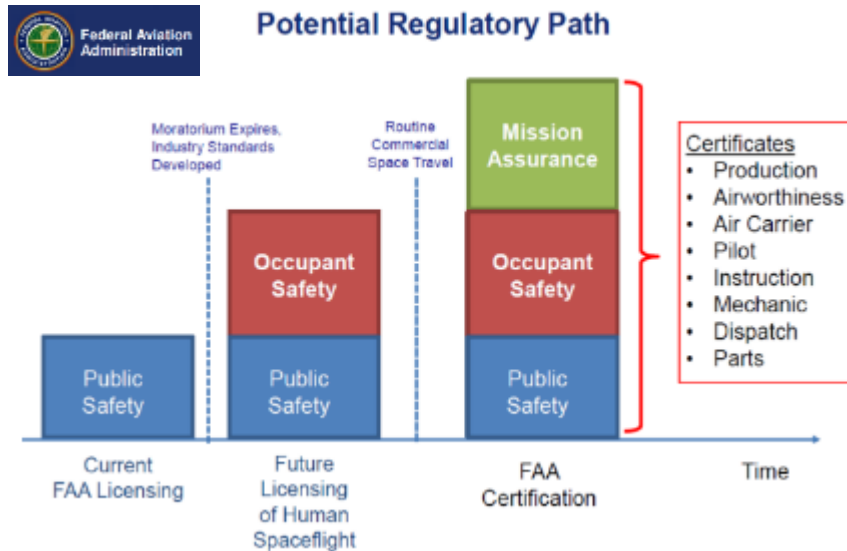 Federal Aviation
Administration
Potential Regulatory Path
Moratorium Expires,
Industry Standards
Developed
Routine
Commercial
Space Travel
Mission
Assurance
Occupant
Safety
Occupant
Safety
Public
Safety
Public
Safety
Public
Safety
Certificates
• Production
• Airworthiness
• Air Carrier
• Pilot
• Instruction
• Mechanic
• Dispatch
• Parts
Current
FAA Licensing
Future
Licensing
of Human
Spaceflight
FAA
Certification
Time